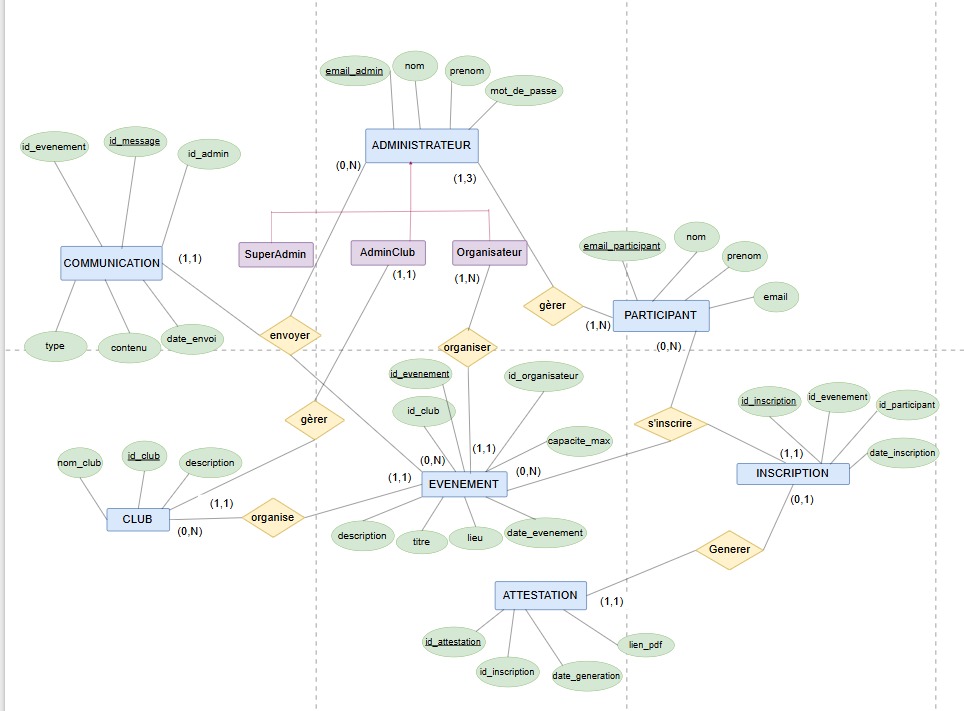 email_admin
nom
prenom
mot_de_passe
ADMINISTRATEUR
(0,N)
(1,3)
id_evenement
id_message
id_admin
COMMUNICATION
(1,1)
type
contenu
date_envoi
SuperAdmin
AdminClub
Organisateur
(1,1)
(1,N)
envoyer
organiser
gèrer
email_participant
nom
prenom
email
PARTICIPANT
(1,N)
(0,N)
gèrer
id_evenement
id_organisateur
id_club
capacite_max
(1,1)
(0,N)
(0,N)
(1,1)
EVENEMENT
description
titre
lieu
date_evenement
s'inscrire
id_inscription
id_evenement
id_participant
date_inscription
(1,1)
INSCRIPTION
(0,1)
nom_club
id_club
description
(1,1)
CLUB
(0,N)
organise
Generer
ATTESTATION
(1,1)
id_attestation
id_inscription
date_generation
lien_pdf